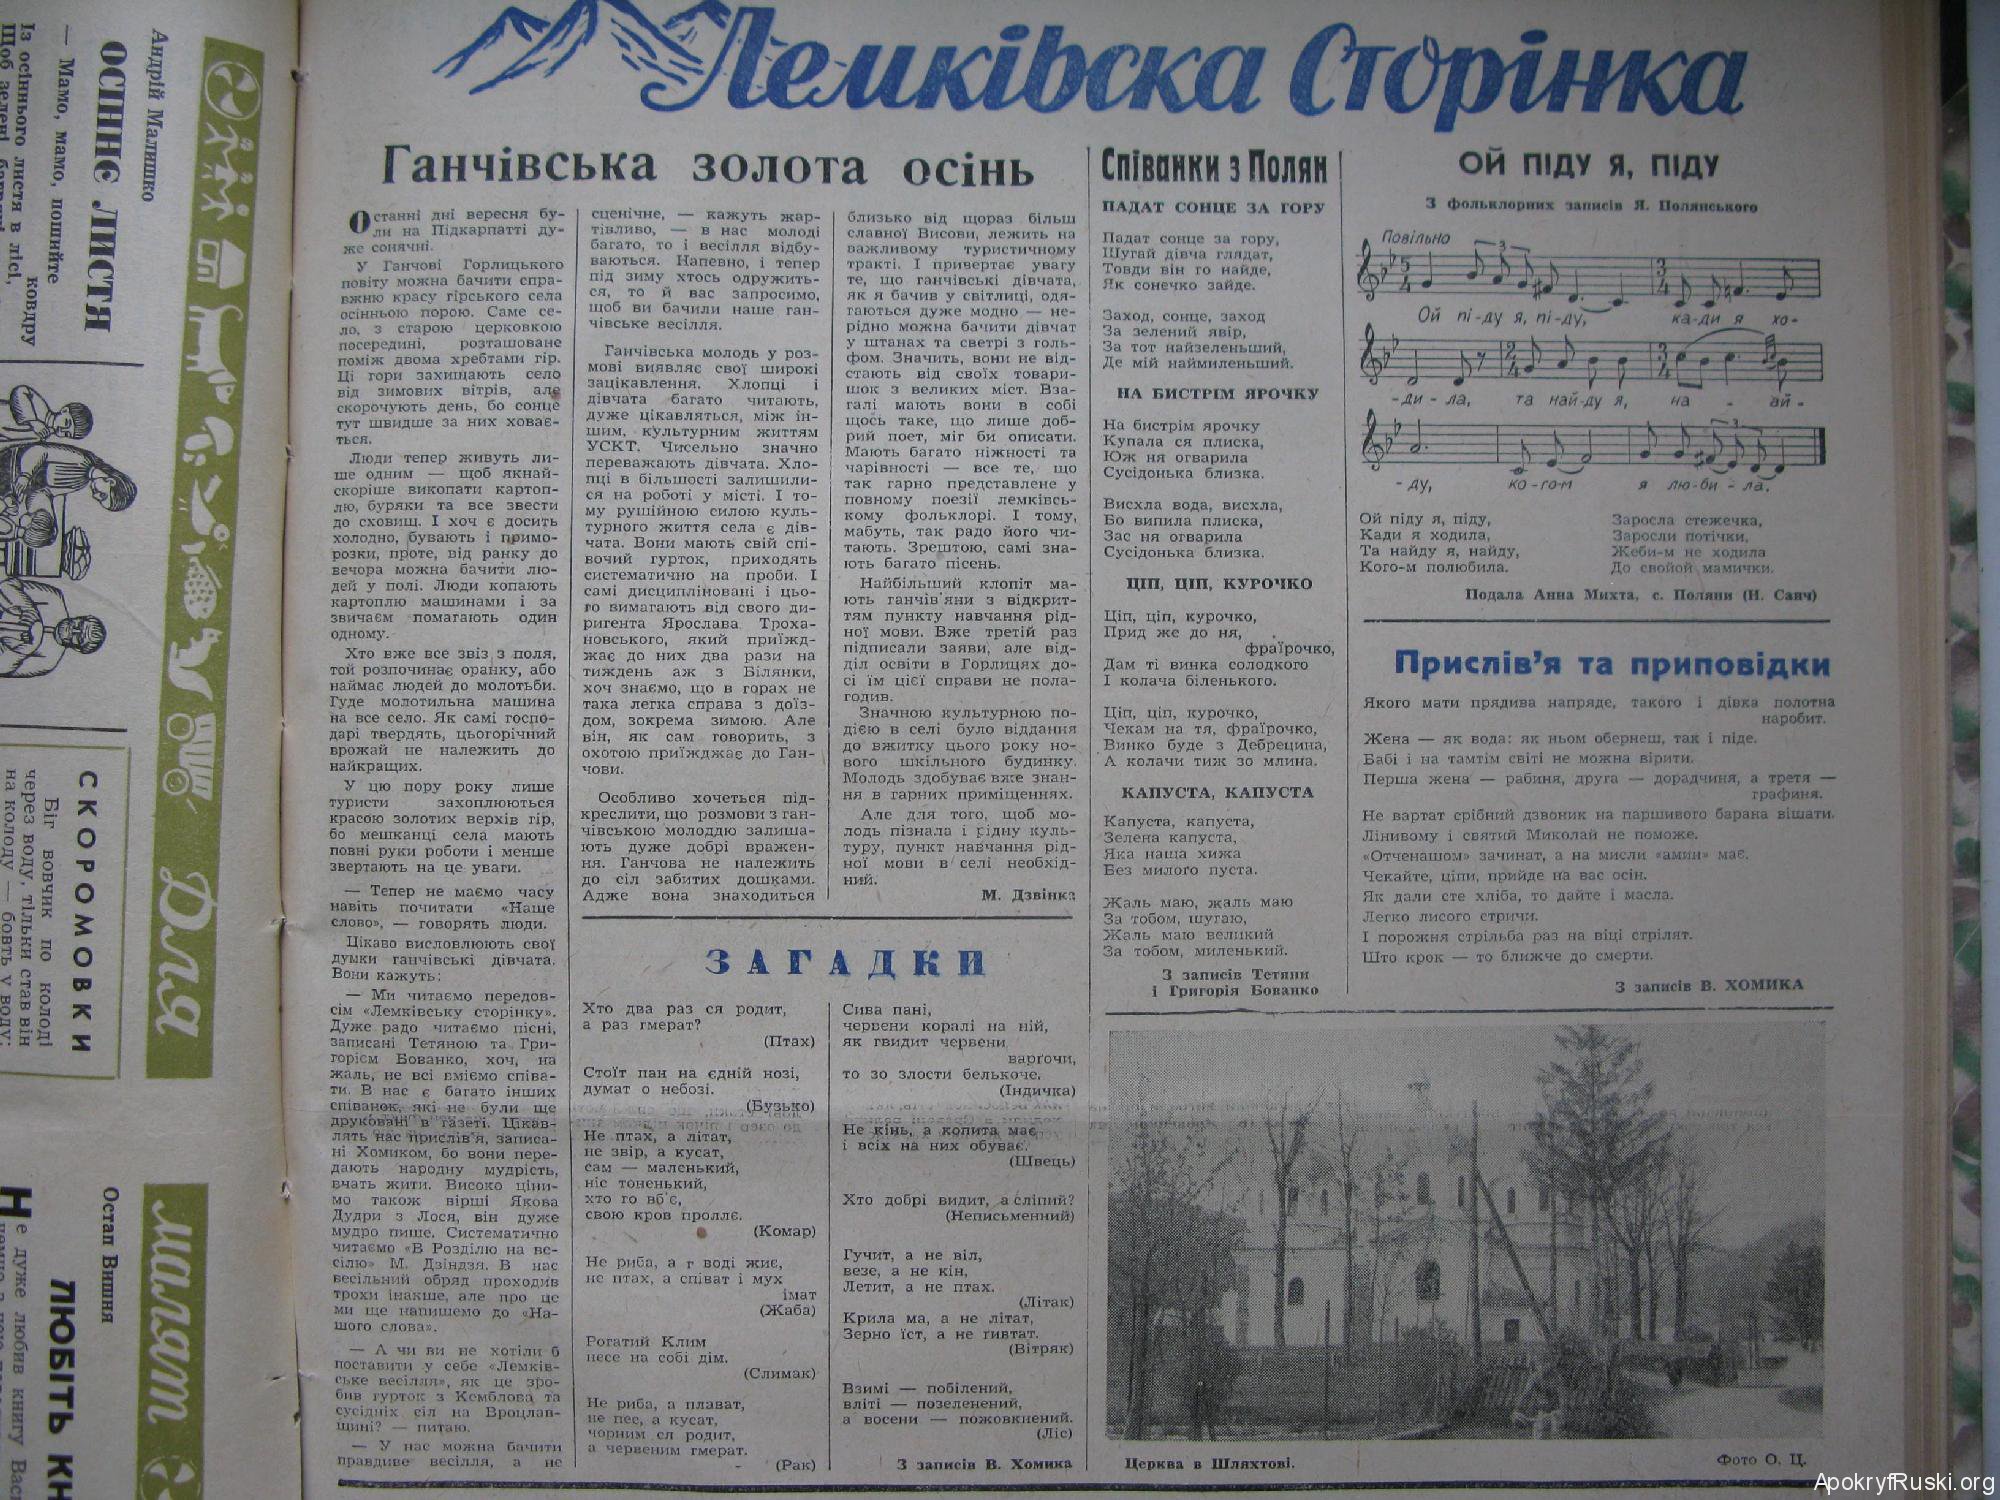 Лемківска Сторінка
Ганчівська золота осінь
Останні дні вересня бу-
ли на Підкарпатті ду-
же сонячні.
У Ганчові Горлицького
повіту можна бачити спра-
вжню красу гірського села
осінньою порою. Саме се-
ло, з старою церковкою
посередині, розташоване
поміж двома хребтами гір.
Ці гори захищають село
від зимових вітрів, але
скорочують день, бо сонце
тут швидше за них ховає-
ться.
Люди тепер живуть ли-
ше одним — щоб якнай-
скоріше викопати картоп-
лю, буряки та все звести
до сховищ. І хоч є досить
холодно, бувають і примо-
розки, проте, від ранку до
вечора можна бачити лю-
дей у полі. Люди копають
картоплю машинами і за
звичаєм помагають один
одному.
Хто вже все звіз з поля,
той розпочинає оранку, або
наймає людей до молотьби.
Гуде молотильна машина
на все село. Як самі госпо-
дарі твердять, цьогорічний
врожай не належить до
найкращих.
У цю пору року лише
туристи захоплюються
красою золотих верхів гір,
бо мешканці села мають
повні руки роботи і менше
звертають на це уваги.
— Тепер не маємо часу
навіть почитати «Наше
слово», — говорять люди.
Цікаво висловлюють свої
думки ганчівські дівчата.
Вони кажуть:
— Ми читаємо передов-
сім «Лемківську сторінку».
Дуже радо читаємо пісні,
записані Тетяною та Гри-
горієм Бованко, хоч, на
жаль, не всі вміємо співа-
ти. В нас є багато інших
співанок, які не були ще
друковані в газеті. Цікав-
лять нас прислів'я, записа-
ні Хомиком, бо вони пере-
дають народну мудрість,
вчать жити. Високо ціни-
мо також вірші Якова
Дудри з Лося, він дуже
мудро пише. Систематично
читаємо «В Розділю на ве-
сілю» М. Дзіндзя. В нас
весільний обряд проходив
трохи інакше, але про це
ми ще напишемо до «На-
шого слова».
— А чи ви не хотіли б
поставити у себе «Лемків-
ське весілля», як це зро-
бив гурток з Кемблова та
сусідніх сіл на Вроцлав-
щині? — питаю.
— У нас можна бачити
правдиве весілля, а не
сценічне, — кажуть жар-
тівливо, — в нас молоді
багато, то і весілля відбу-
ваються. Напевно, і тепер
під зиму хтось одружить-
ся, то й вас запросимо,
щоб ви бачили наше ган-
чівське весілля.
Ганчівська молодь у роз-
мові виявляє свої широкі
зацікавлення. Хлопці і
дівчата багато читають,
дуже цікавляться, між ін-
шим, культурним життям
УСКТ. Чисельно значно
переважають дівчата. Хло-
пці в більшості залишили-
ся на роботі у місті. І то-
му рушійною силою куль-
турного життя села є дів-
чата. Вони мають свій спі-
вочий гурток, приходять
систематично на проби. І
самі дисципліновані і цьо-
го вимагають від свого ди-
ригента Ярослава Троха-
новського, який приїжд-
жає до них два рази на
тиждень аж з Білянки,
хоч знаємо, що в горах не
така легка справа з доїз-
дом, зокрема зимою. Але
він, як сам говорить, з
охотою приїжджає до Ган-
чови.
Особливо хочеться під-
креслити, що розмови з ган-
чівською молоддю залиша-
ють дуже добрі вражен-
ня. Ганчова не належить
до сіл забитих дошками.
Адже вона знаходиться
близько від щораз більш
славної Висови, лежить на
важливому туристичному
тракті. І привертає увагу
те, що ганчівські дівчата,
як я бачив у світлиці, одя-
гаються дуже модно — не-
рідно можна бачити дівчат
у штанах та светрі з голь-
фом. Значить, вони не від-
стають від своїх товари-
шок з великих міст. Вза-
галі мають вони в собі
щось таке, що лише доб-
рий поет, міг би описати.
Мають багато ніжності та
чарівності — все те, що
так гарно представлене у
повному поезії лемківсь-
кому фольклорі. І тому,
мабуть, так радо його чи-
тають. Зрештою, самі зна-
ють багато пісень.
Найбільший клопіт ма-
ють ганчів'яни з відкрит-
тям пункту навчання рід-
ної мови. Вже третій раз
підписали заяви, але від-
діл освіти в Горлицях до-
сі їм цієї справи не пола-
годив.
Значною культурною по-
дією в селі було віддання
до вжитку цього року но-
вого шкільного будинку.
Молодь здобуває вже знан-
ня в гарних приміщеннях.
Але для того, щоб мо-
лодь пізнала і рідну куль-
туру, пункт навчання рід-
ної мови в селі необхід-
ний.
М. Дзвінка
ЗАГАДКИ
Хто два раз ся родит,
а раз гмерат?
(Птах)
Стоїт пан на єдній нозі,
думат о небозі.
(Бузько)
Не птах, а літат,
не звір, а кусат,
сам — маленький,
ніс тоненький,
хто го вб'є,
свою кров проллє.
(Комар)
Не риба, а г воді жиє,
не птах, а співат і мух
імат
(Жаба)
Рогатий Клим
несе на собі дім.
(Слимак)
Не риба, а плават,
не пес, а кусат,
чорним ся родит,
а червеним гмерат.
(Рак)
Сива пані,
червени коралі на ній,
як гвидит червени
варґочи,
то зо злости белькоче.
(Індичка)
Не кінь, а копита має
і всіх на них обуває.
(Швець)
Хто добрі видит, а сліпий?
(Неписьменний)
Гучит, а не віл,
везе, а не кін,
Летит, а не птах.
(Літак)
Крила ма, а не літат,
Зерно їст, а не гивтат.
(Вітряк)
Взимі — побілений,
вліті — позеленений,
а восени — пожовкнений.
(Ліс)
З записів В. Хомика
Співанки з Полян
ПАДАТ СОНЦЕ ЗА ГОРУ
Падат сонце за гору,
Шугай дівча глядат,
Товди він го найде,
Як сонечко зайде.
Заход, сонце, заход
За зелений явір,
За тот найзеленьший,
Де мій наймиленьший.
НА БИСТРІМ ЯРОЧКУ
На бистрім ярочку
Купала ся плиска,
Юж ня огварила
Сусідонька близка.
Висхла вода, висхла,
Бо випила плиска,
Зас ня огварила
Сусідонька близка.
ЦІП, ЦІП, КУРОЧКО
Ціп, ціп, курочко,
Прид же до ня,
фраїрочко,
Дам ті винка солодкого
І колача біленького.
Ціп, ціп, курочко,
Чекам на тя, фраїрочко,
Винко буде з Дебрецина,
А колачи тиж зо млина.
КАПУСТА, КАПУСТА
Капуста, капуста,
Зелена капуста,
Яка наша хижа
Без милого пуста.
Жаль маю, жаль маю
За тобом, шугаю,
Жаль маю великий
За тобом, миленький.
З записів Тетяни
і Григорія Бованко
ОЙ ПІДУ Я, ПІДУ
З фольклорних записів Я. Полянського
Повільно
Ой пі-ду я, пі-ду, ка-ди я хо-
-ди-ла, та най-ду я, на - ай-
-ду, ко-го-м я лю-би-ла.
Ой піду я, піду,
Кади я ходила,
Та найду я, найду,
Кого-м полюбила.
Заросла стежечка,
Заросли потічки,
Жеби-м не ходила
До свойой мамички.
Подала Анна Михта, с. Поляни (Н. Санч)
Прислів'я та приповідки
Якого мати прядива напряде, такого і дівка полотна
наробит.
Жена — як вода: як ньом обернеш, так і піде.
Бабі і на тамтім світі не можна вірити.
Перша жена — рабиня, друга — дорадчиня, а третя —
графиня.
Не вартат срібний дзвоник на паршивого барана вішати.
Лінивому і святий Миколай не поможе.
«Отченашом» зачинат, а на мисли «амин» має.
Чекайте, ціпи, прийде на вас осін.
Як дали сте хліба, то дайте і масла.
Легко лисого стричи.
І порожня стрільба раз на віці стрілят.
Што крок — то ближче до смерти.
З записів В. ХОМИКА
Церква в Шляхтові.
Фото О. Ц.
Андрій Малишко
ОСІННЄ ЛИСТЯ
— Мамо, мамо, пошийте
ковдру
Із осіннього листя в лісі,
СКОРОМОВКИ
Біг вовчик по колоді
через воду, тільки став він
на колоду — бовть у воду:
Для
малят
Остап Вишня
ЛЮБІТЬ КН
Не дуже любив книгу Вас
ApokryfRuski.org